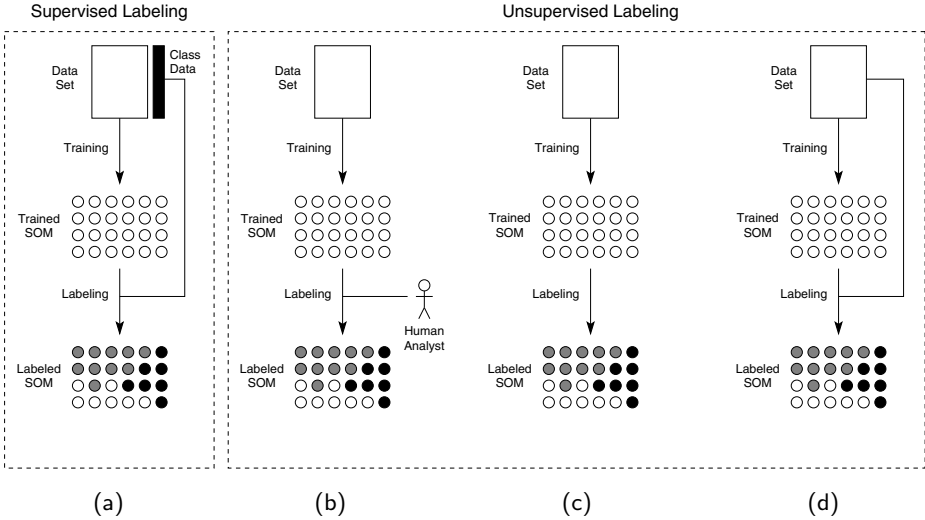 Supervised Labeling
Unsupervised Labeling
Data
Set
Class
Data
Training
Trained
SOM
Labeling
Labeled
SOM
(a)
Data
Set
Training
Trained
SOM
Labeling
Human
Analyst
Labeled
SOM
(b)
Data
Set
Training
Trained
SOM
Labeling
Labeled
SOM
(c)
Data
Set
Training
Trained
SOM
Labeling
Labeled
SOM
(d)